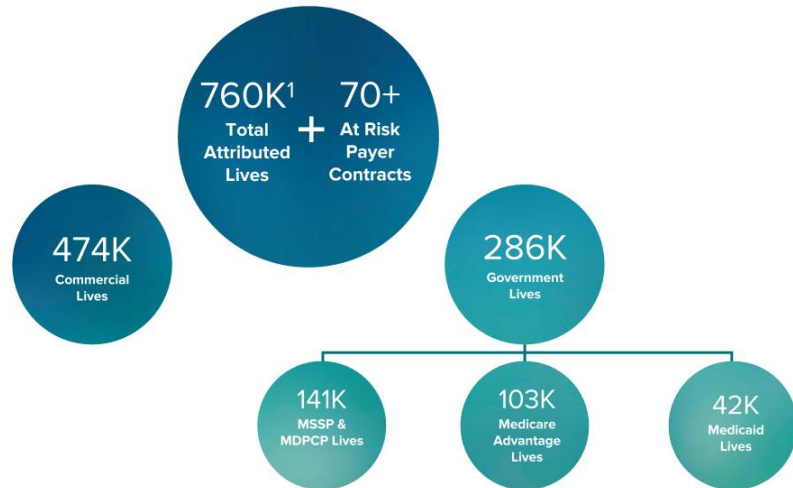 760K¹
Total
Attributed
Lives
+
70+
At Risk
Payer
Contracts
474K
Commercial
Lives
286K
Government
Lives
141K
MSSP &
MDPCP Lives
103K
Medicare
Advantage
Lives
42K
Medicaid
Lives